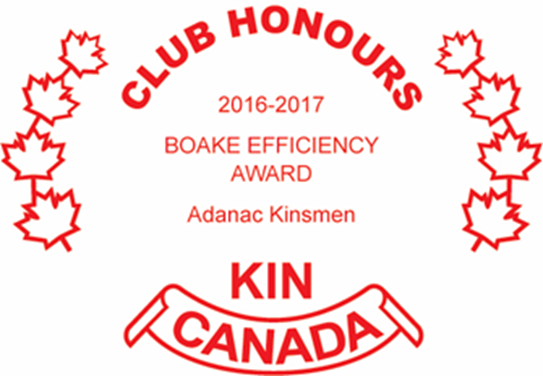 CLUB HONOURS
2016-2017
BOAKE EFFICIENCY
AWARD
Adanac Kinsmen
KIN
CANADA